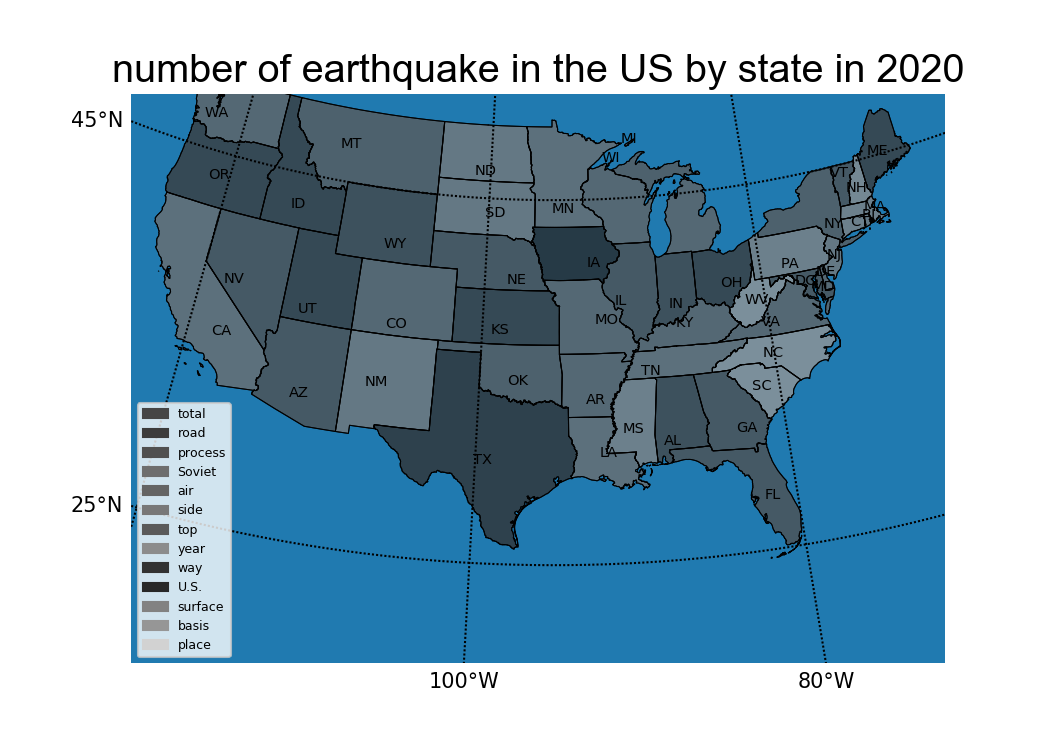 number of earthquake in the US by state in 2020
45°N
25°N
100°W
80°W
WA
MT
ND
MN
WI
MI
ME
VT
NH
MA
CT
NY
OR
ID
WY
SD
IA
NE
NV
UT
CO
KS
MO
IL
IN
OH
PA
NJ
DE
DC
MD
WV
VA
KY
CA
AZ
NM
OK
AR
TN
NC
SC
MS
AL
GA
LA
TX
FL
total
road
process
Soviet
air
side
top
year
way
U.S.
surface
basis
place